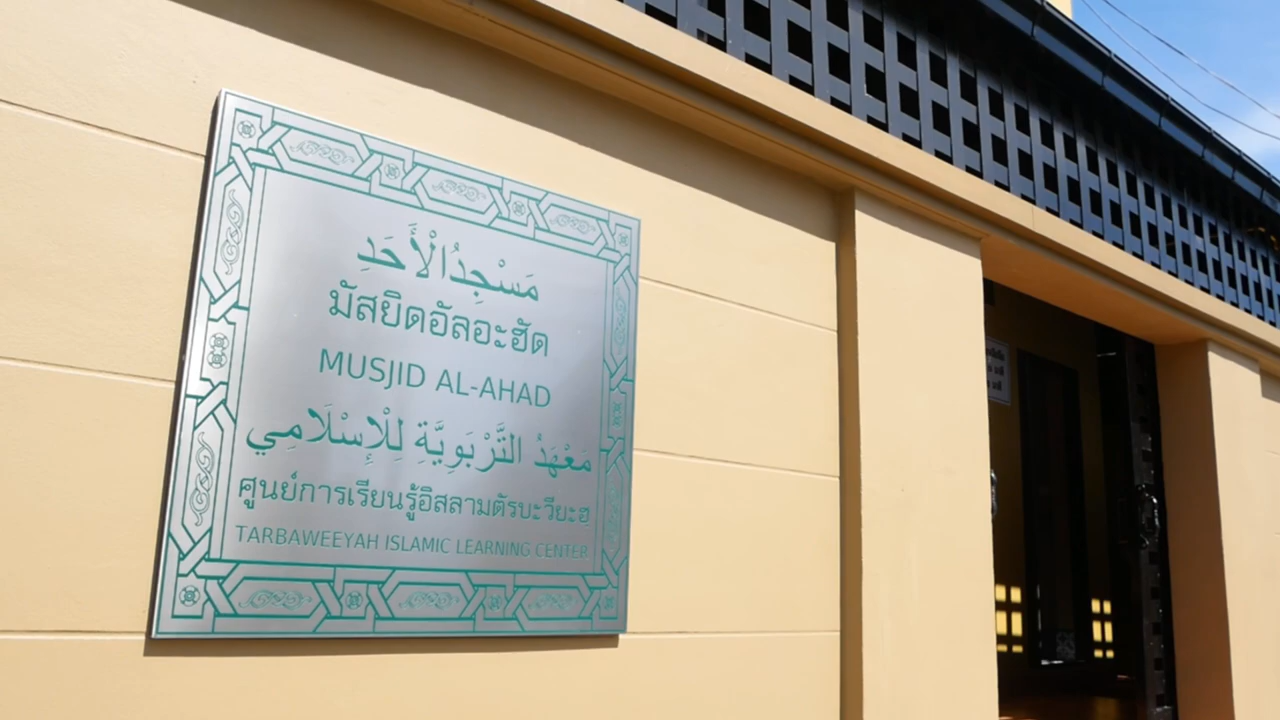 مَسْجِدُالْأَحَدِ
มัสยิดอัลอะฮัด
MUSJID AL-AHAD
مَعْهَدُ التَّرْبَوِيَّةِ لِلْإِسْلَامِي
ศูนย์การเรียนรู้อิสลามตัรบะวียะฮ
TARBAWEEYAH ISLAMIC LEARNING CENTER